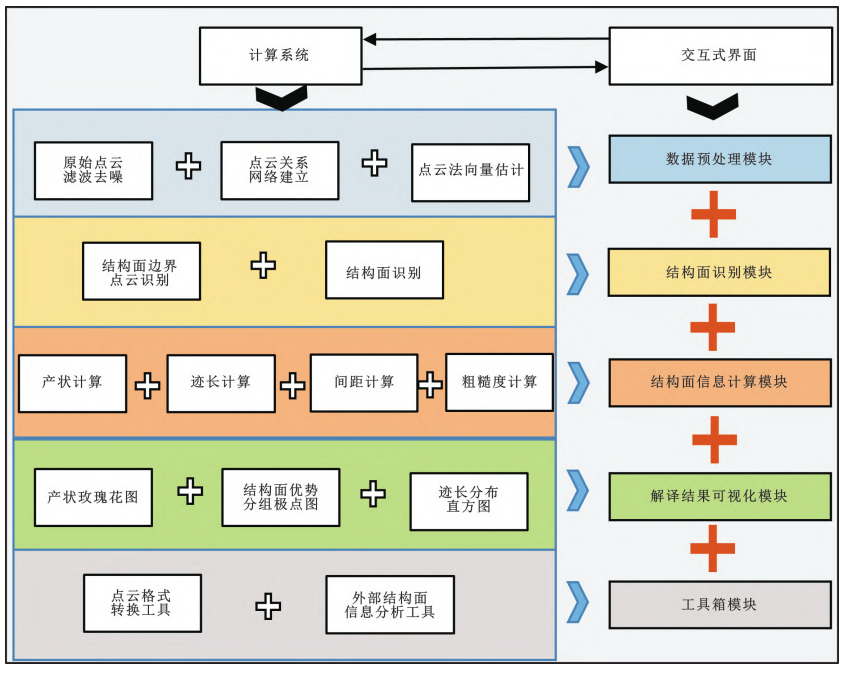 计算系统
交互式界面
原始点云
滤波去噪
点云关系
网络建立
点云法向量估计
数据预处理模块
结构面边界
点云识别
结构面识别
结构面识别模块
产状计算
迹长计算
间距计算
粗糙度计算
结构面信息计算模块
产状玫瑰花图
结构面优势
分组极点图
迹长分布
直方图
解译结果可视化模块
点云格式
转换工具
外部结构面
信息分析工具
工具箱模块